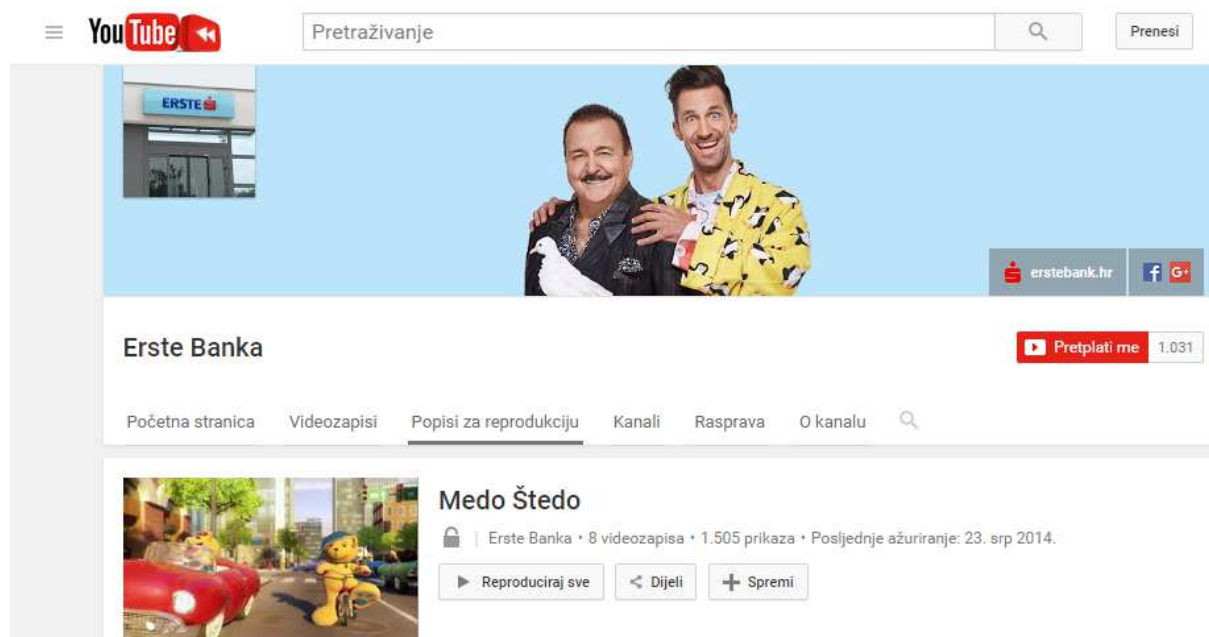 YouTube
Pretraživanje
Prenesi
ERSTE
erstebank.hr
G+
Erste Banka
Pretplati me 1.031
Početna stranica Videozapisi Popisi za reprodukciju Kanali Rasprava O kanalu
Medo Štedo
Erste Banka • 8 videozapisa • 1.505 prikaza • Posljednje ažuriranje: 23. srp 2014.
Reproduciraj sve Dijeli Spremi